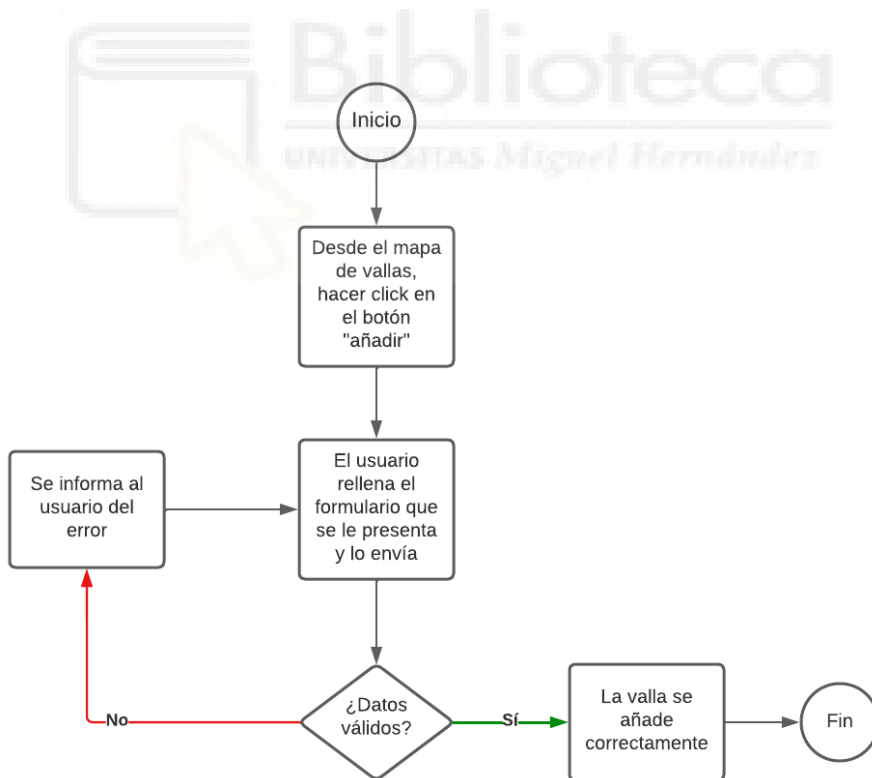 Biblioteca
UNIVERSITAS Miguel Hernández
Inicio
Desde el mapa
de vallas,
hacer click en
el botón
"añadir"
El usuario
rellena el
formulario que
se le presenta
y lo envía
Se informa al
usuario del
error
¿Datos
válidos?
No
Sí
La valla se
añade
correctamente
Fin